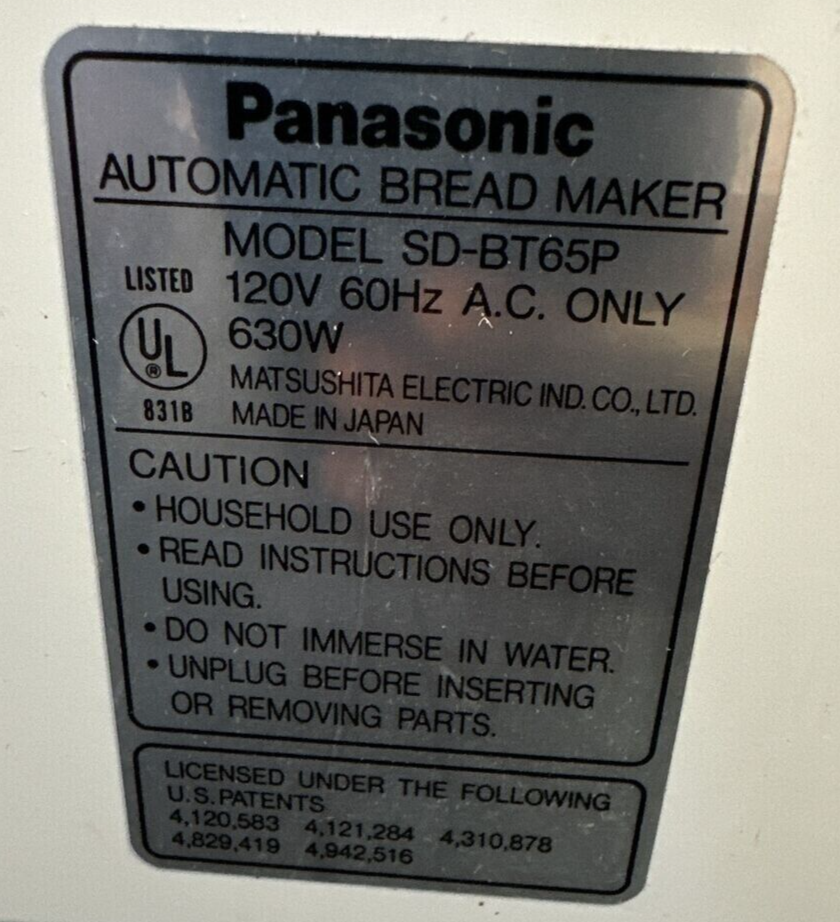 Panasonic
AUTOMATIC BREAD MAKER
MODEL SD-BT65P
LISTED 120V 60Hz A.C. ONLY
UL® 630W
MATSUSHITA ELECTRIC IND. CO., LTD.
831B MADE IN JAPAN
CAUTION
• HOUSEHOLD USE ONLY.
• READ INSTRUCTIONS BEFORE
USING.
• DO NOT IMMERSE IN WATER.
• UNPLUG BEFORE INSERTING
OR REMOVING PARTS.
LICENSED UNDER THE FOLLOWING
U.S. PATENTS
4,120,583 4,121,284 4,310,878
4,829,419 4,942,516